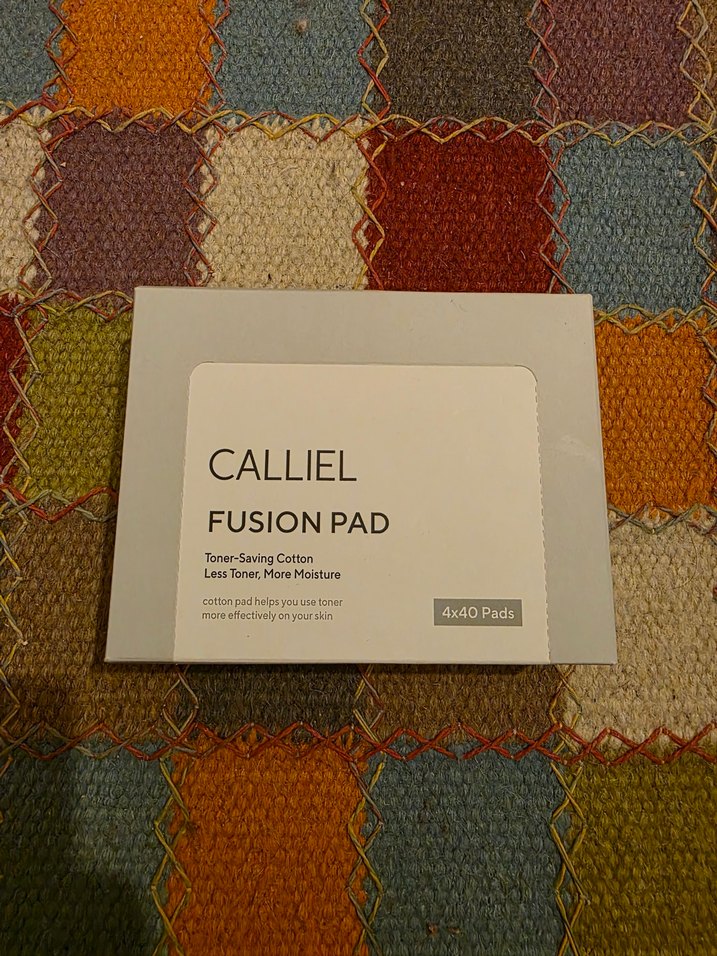 CALLIEL
FUSION PAD
Toner-Saving Cotton
Less Toner, More Moisture
cotton pad helps you use toner
more effectively on your skin
4x40 Pads